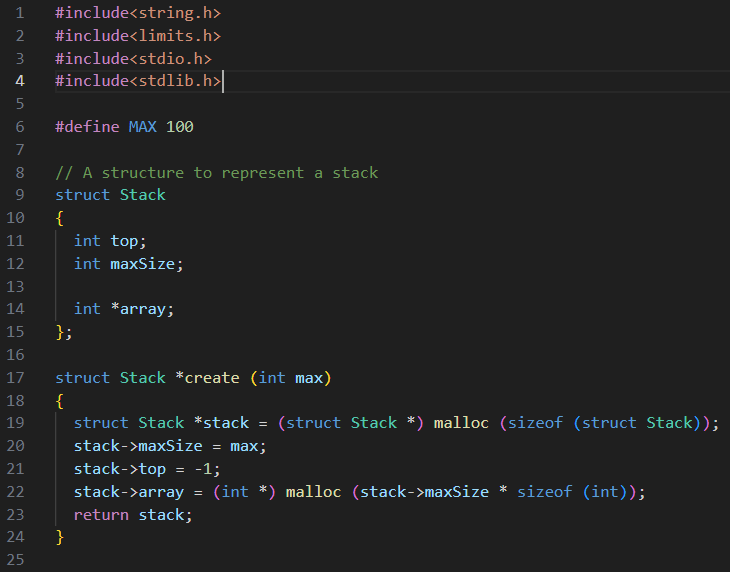 1 #include<string.h>
2 #include<limits.h>
3 #include<stdio.h>
4 #include<stdlib.h>
5
6 #define MAX 100
7
8 // A structure to represent a stack
9 struct Stack
10 {
11   int top;
12   int maxSize;
13
14   int *array;
15 };
16
17 struct Stack *create (int max)
18 {
19   struct Stack *stack = (struct Stack *) malloc (sizeof (struct Stack));
20   stack->maxSize = max;
21   stack->top = -1;
22   stack->array = (int *) malloc (stack->maxSize * sizeof (int));
23   return stack;
24 }
25